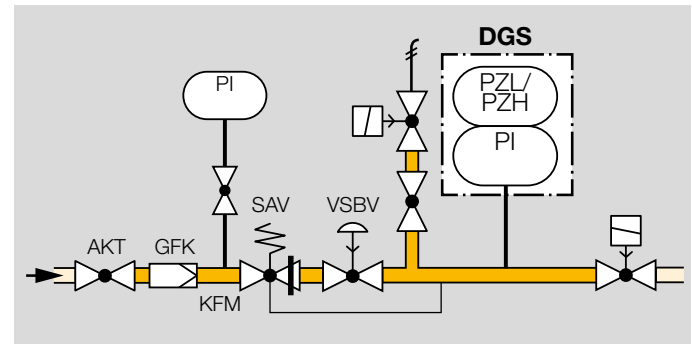 DGS
PI
PZL/
PZH
PI
SAV
VSBV
AKT
GFK
KFM